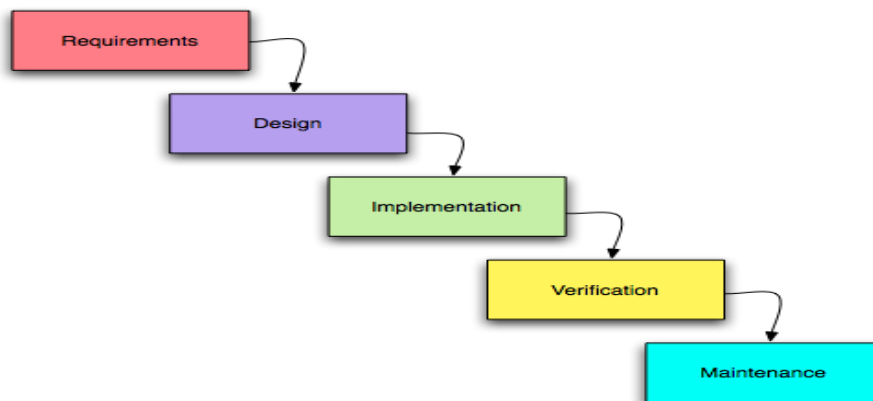 Requirements
Design
Implementation
Verification
Maintenance